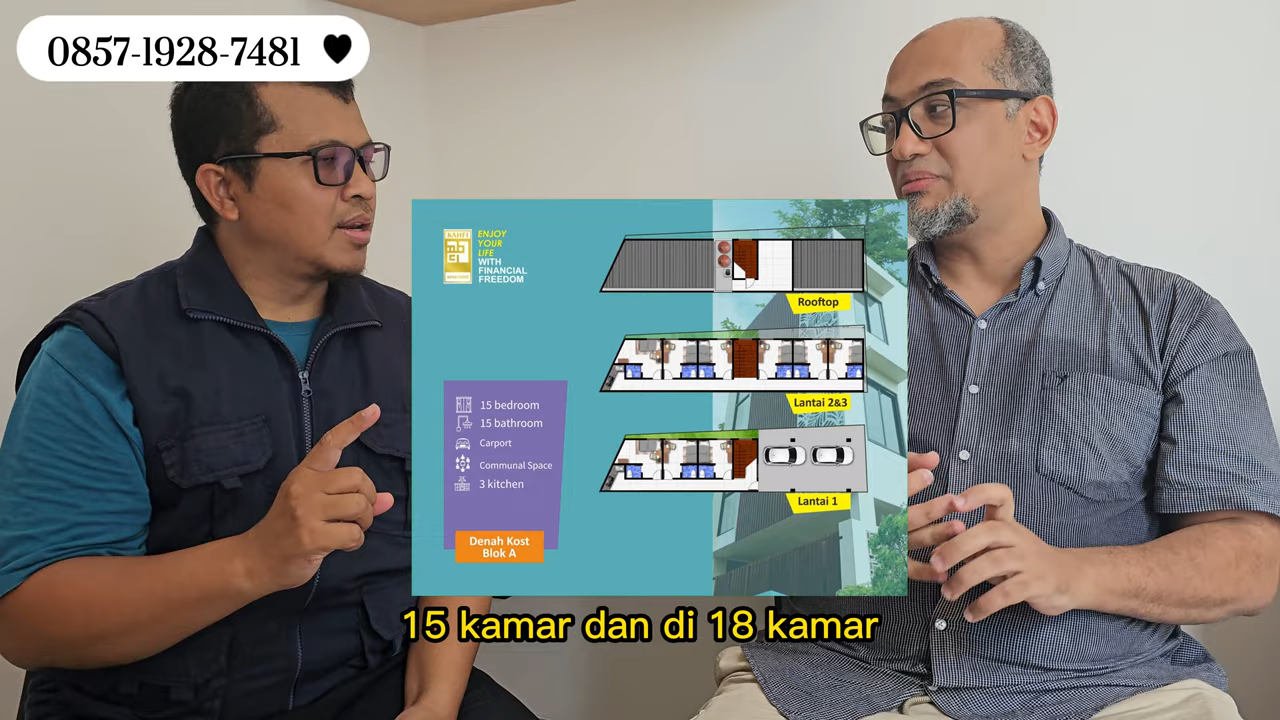 0857-1928-7481
BAHFI
ENJOY
YOUR
LIFE
WITH
FINANCIAL
FREEDOM
Rooftop
Lantai 2&3
Lantai 1
15 bedroom
15 bathroom
Carport
Communal Space
3 kitchen
Denah Kost
Blok A
15 kamar dan di 18 kamar